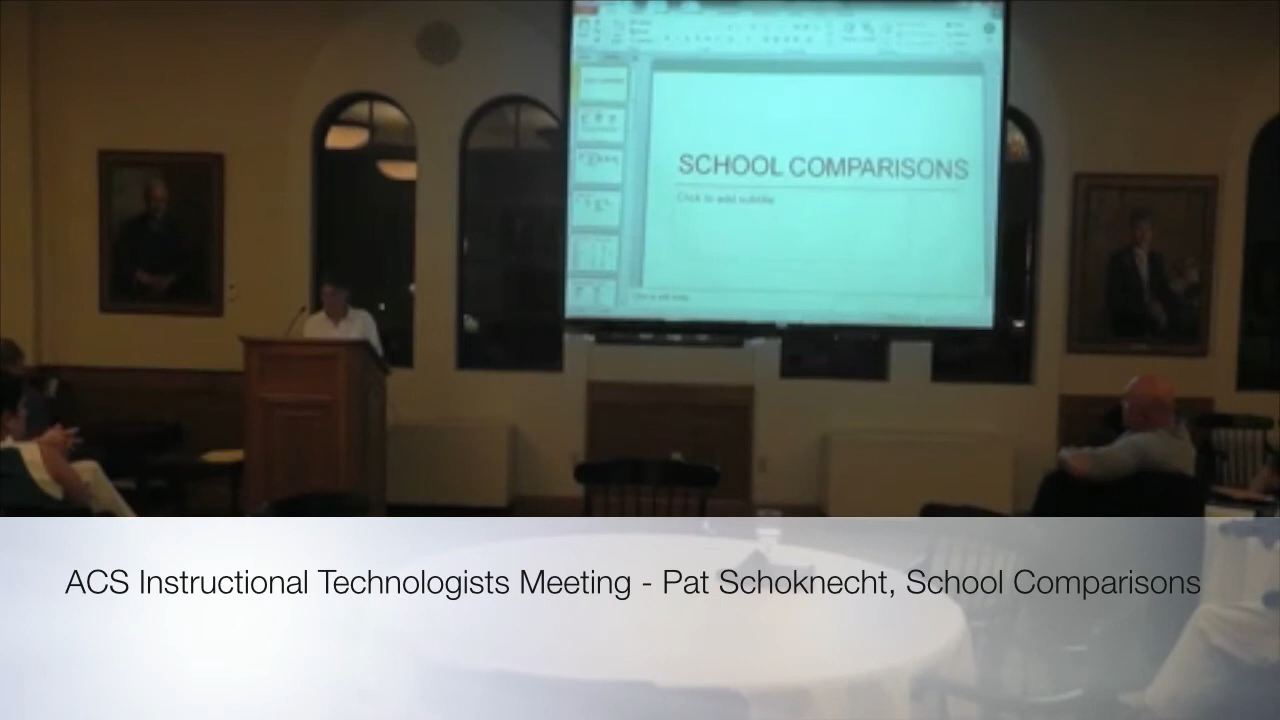 SCHOOL COMPARISONS
Click to add subtitle
ACS Instructional Technologists Meeting - Pat Schoknecht, School Comparisons